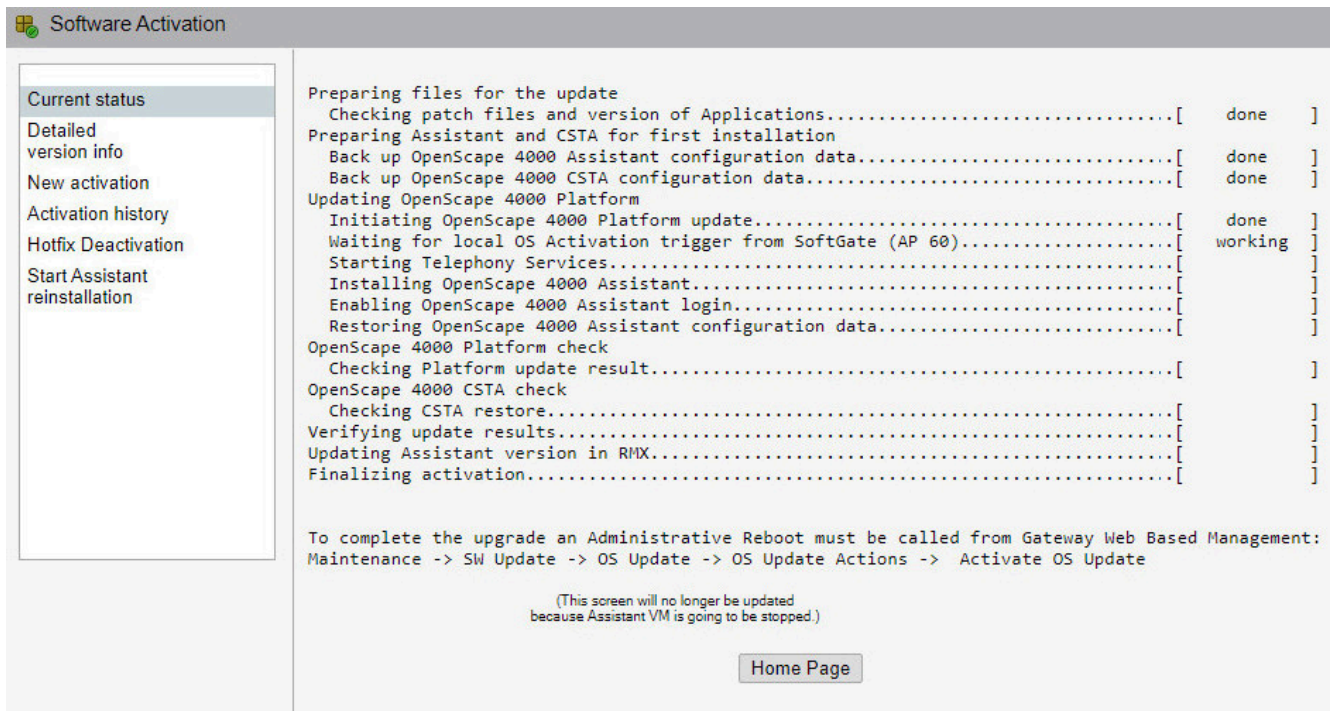 Software Activation
Current status
Detailed
version info
New activation
Activation history
Hotfix Deactivation
Start Assistant
reinstallation
Preparing files for the update
Checking patch files and version of Applications.................................[ done ]
Preparing Assistant and CSTA for first installation
Back up OpenScape 4000 Assistant configuration data..............................[ done ]
Back up OpenScape 4000 CSTA configuration data...................................[ done ]
Updating OpenScape 4000 Platform
Initiating OpenScape 4000 Platform update........................................[ done ]
Waiting for local OS Activation trigger from SoftGate (AP 60)....................[ working ]
Starting Telephony Services......................................................[ ]
Installing OpenScape 4000 Assistant..............................................[ ]
Enabling OpenScape 4000 Assistant login..........................................[ ]
Restoring OpenScape 4000 Assistant configuration data............................[ ]
OpenScape 4000 Platform check
Checking Platform update result..................................................[ ]
OpenScape 4000 CSTA check
Checking CSTA restore............................................................[ ]
Verifying update results...........................................................[ ]
Updating Assistant version in RMX..................................................[ ]
Finalizing activation..............................................................[ ]
To complete the upgrade an Administrative Reboot must be called from Gateway Web Based Management:
Maintenance -> SW Update -> OS Update -> OS Update Actions ->  Activate OS Update
(This screen will no longer be updated
because Assistant VM is going to be stopped.)
Home Page